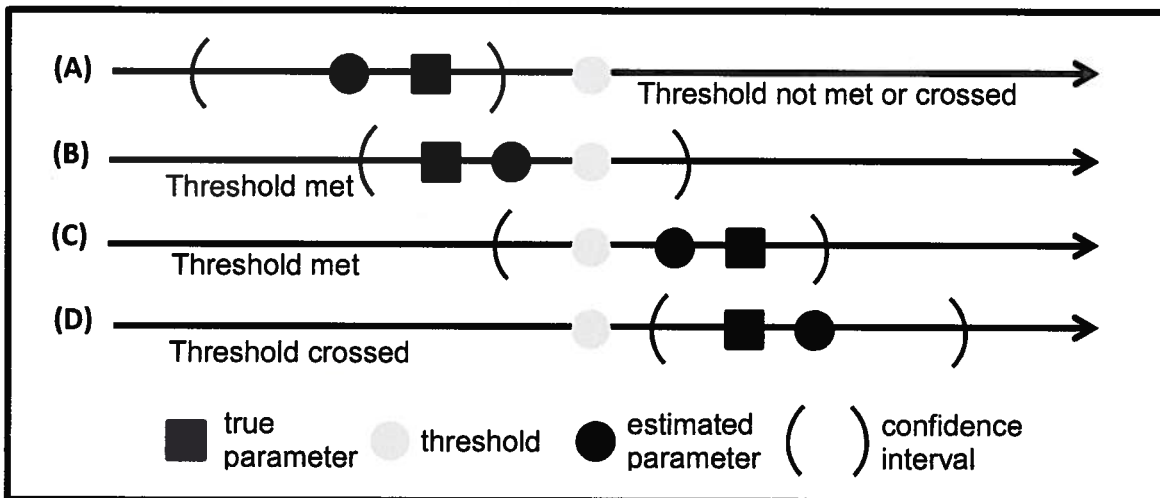 (A)
Threshold not met or crossed
(B)
Threshold met
(C)
Threshold met
(D)
Threshold crossed
true
parameter
threshold
estimated
parameter
confidence
interval